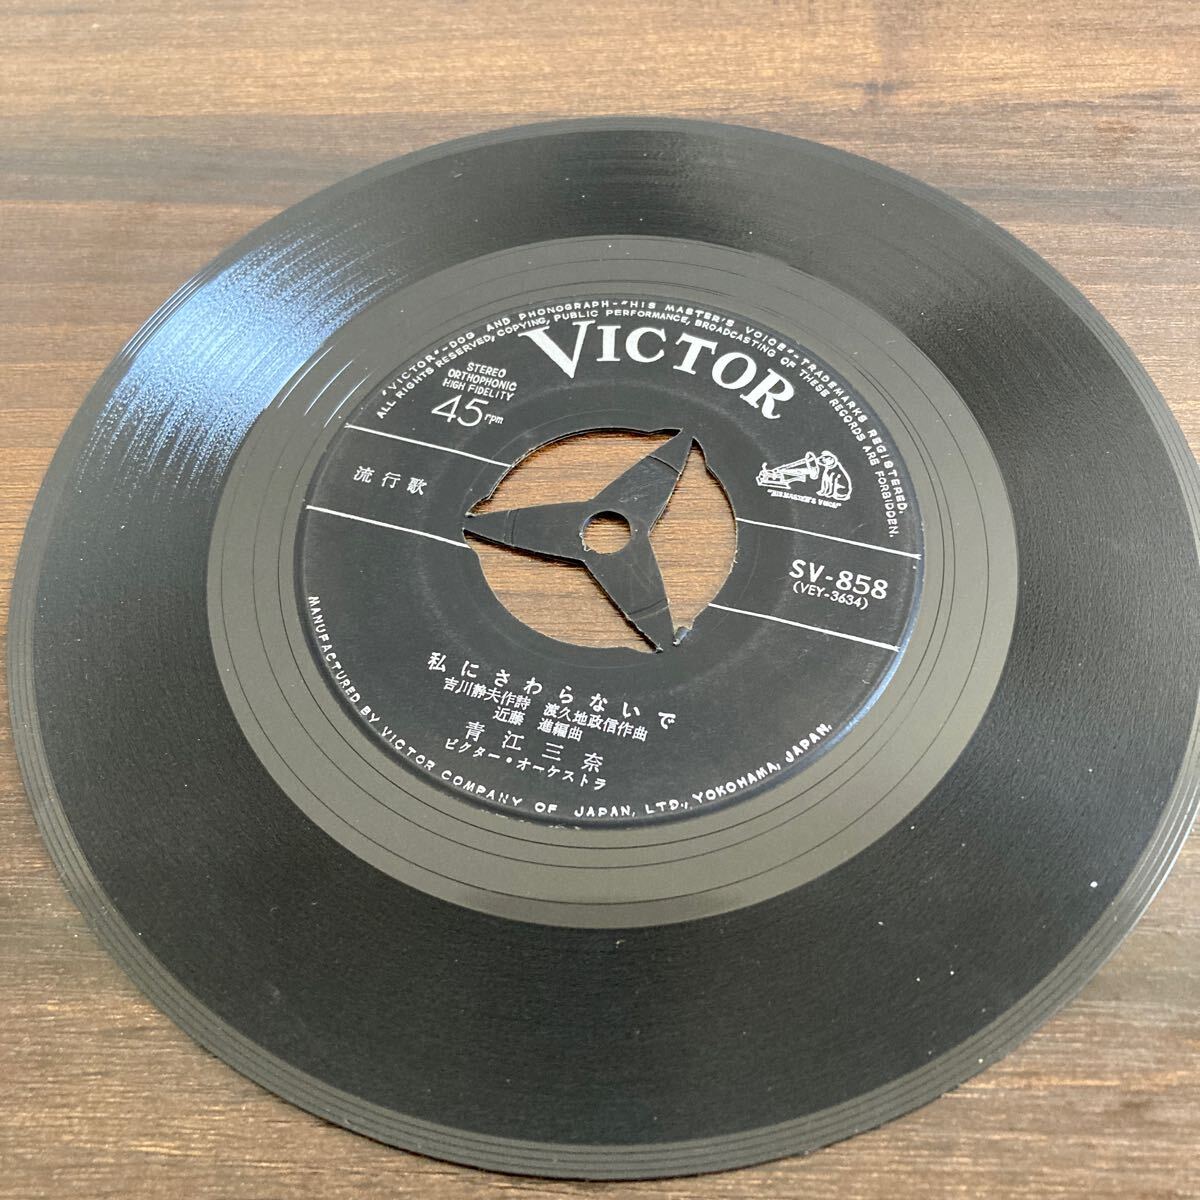 "VICTOR"-DOG AND PHONOGRAPH-"HIS MASTER'S VOICE"-TRADEMARKS REGISTERED.
ALL RIGHTS RESERVED, COPYING, PUBLIC PERFORMANCE, BROADCASTING OF THESE RECORDS ARE FORBIDDEN.
VICTOR
STEREO
ORTHOPHONIC
HIGH FIDELITY
45rpm
"HIS MASTER'S VOICE"
流行歌
SV-858
(VEY-3634)
私にさわらないで
吉川静夫作詩 渡久地政信作曲
近藤 進編曲
青江三奈
ビクター・オーケストラ
MANUFACTURED BY VICTOR COMPANY OF JAPAN, LTD., YOKOHAMA, JAPAN.